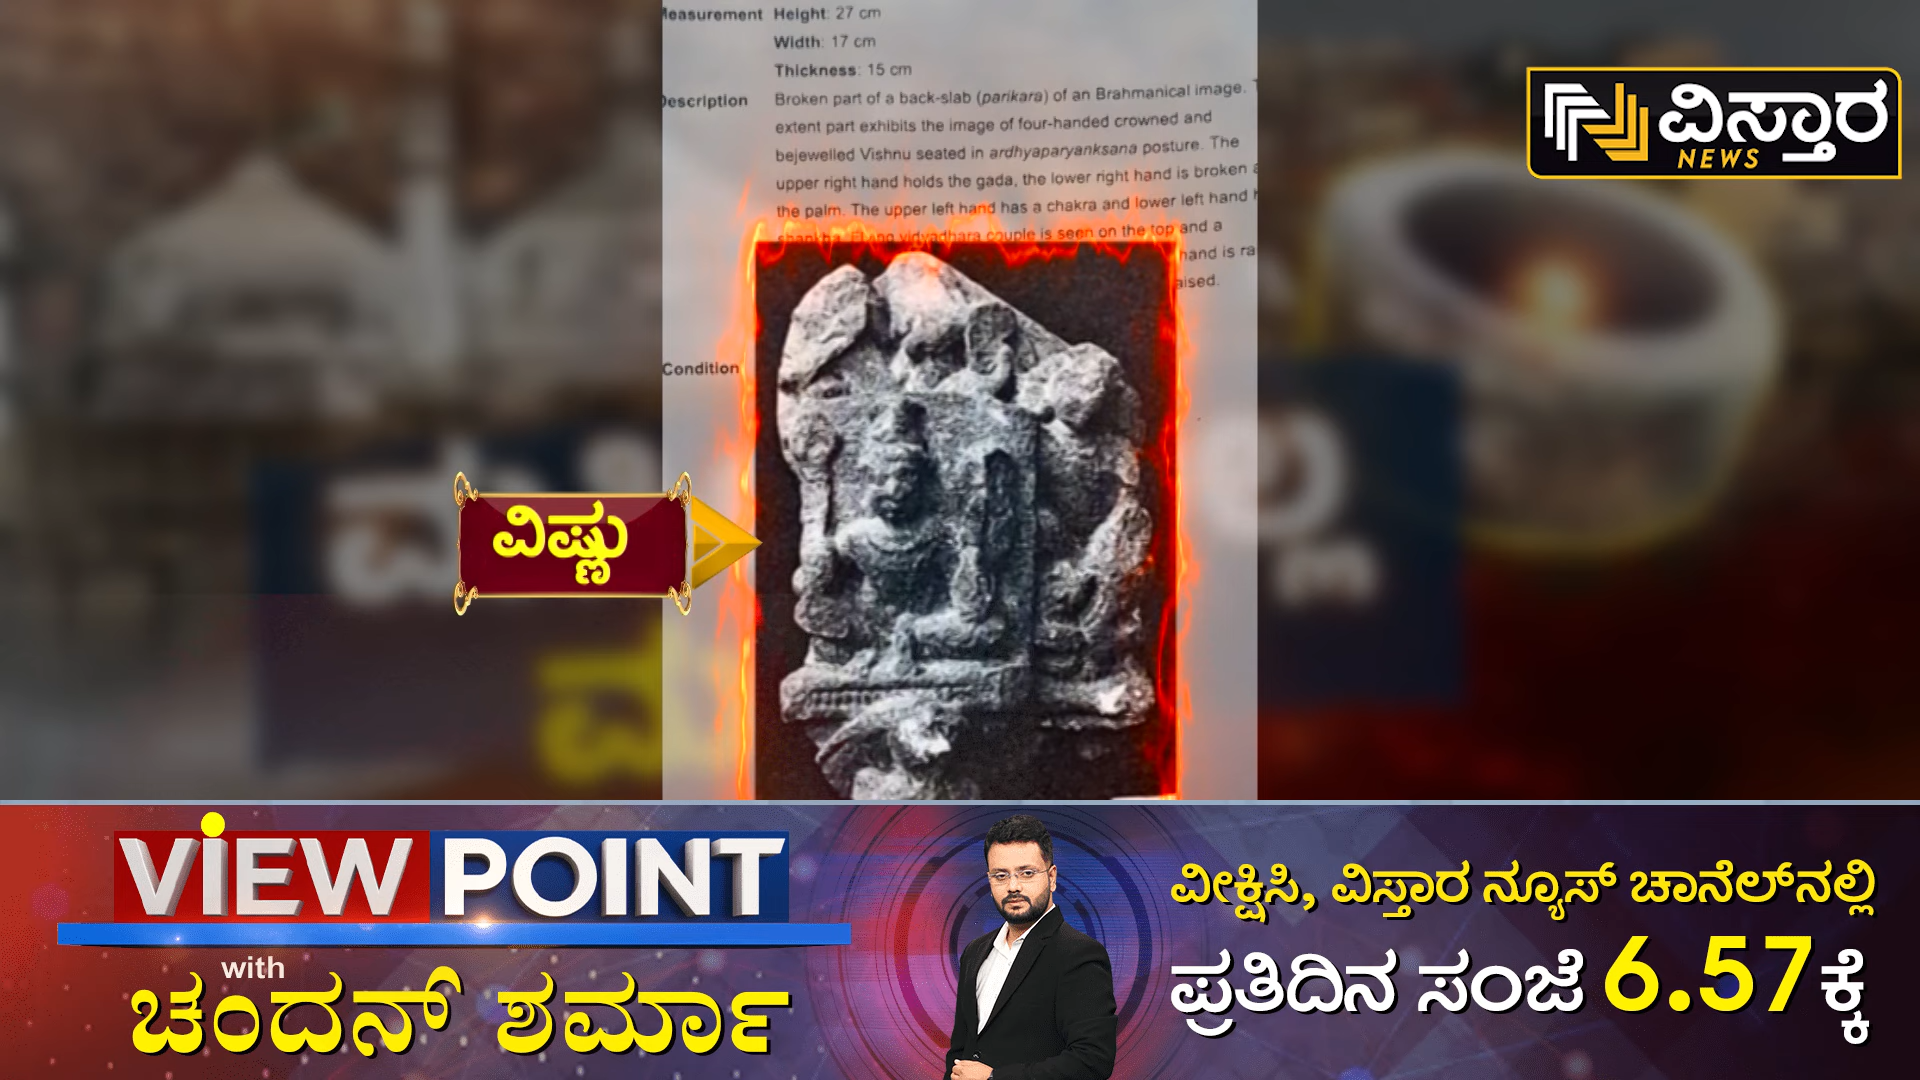 Measurement Height: 27 cm
Width: 17 cm
Thickness: 15 cm
Description Broken part of a back-slab (parikara) of an Brahmanical image.
extent part exhibits the image of four-handed crowned and
bejewelled Vishnu seated in ardhyaparyanksana posture. The
upper right hand holds the gada, the lower right hand is broken
the palm. The upper left hand has a chakra and lower left hand
shankha. Flying vidyadhara couple is seen on the top and a
hand is ra
aised.
Condition
ವಿಸ್ತಾರ
NEWS
ವಿಷ್ಣು
VIEW POINT
with
ಚಂದನ್ ಶರ್ಮಾ
ವೀಕ್ಷಿಸಿ, ವಿಸ್ತಾರ ನ್ಯೂಸ್ ಚಾನೆಲ್‌ನಲ್ಲಿ
ಪ್ರತಿದಿನ ಸಂಜೆ 6.57ಕ್ಕೆ